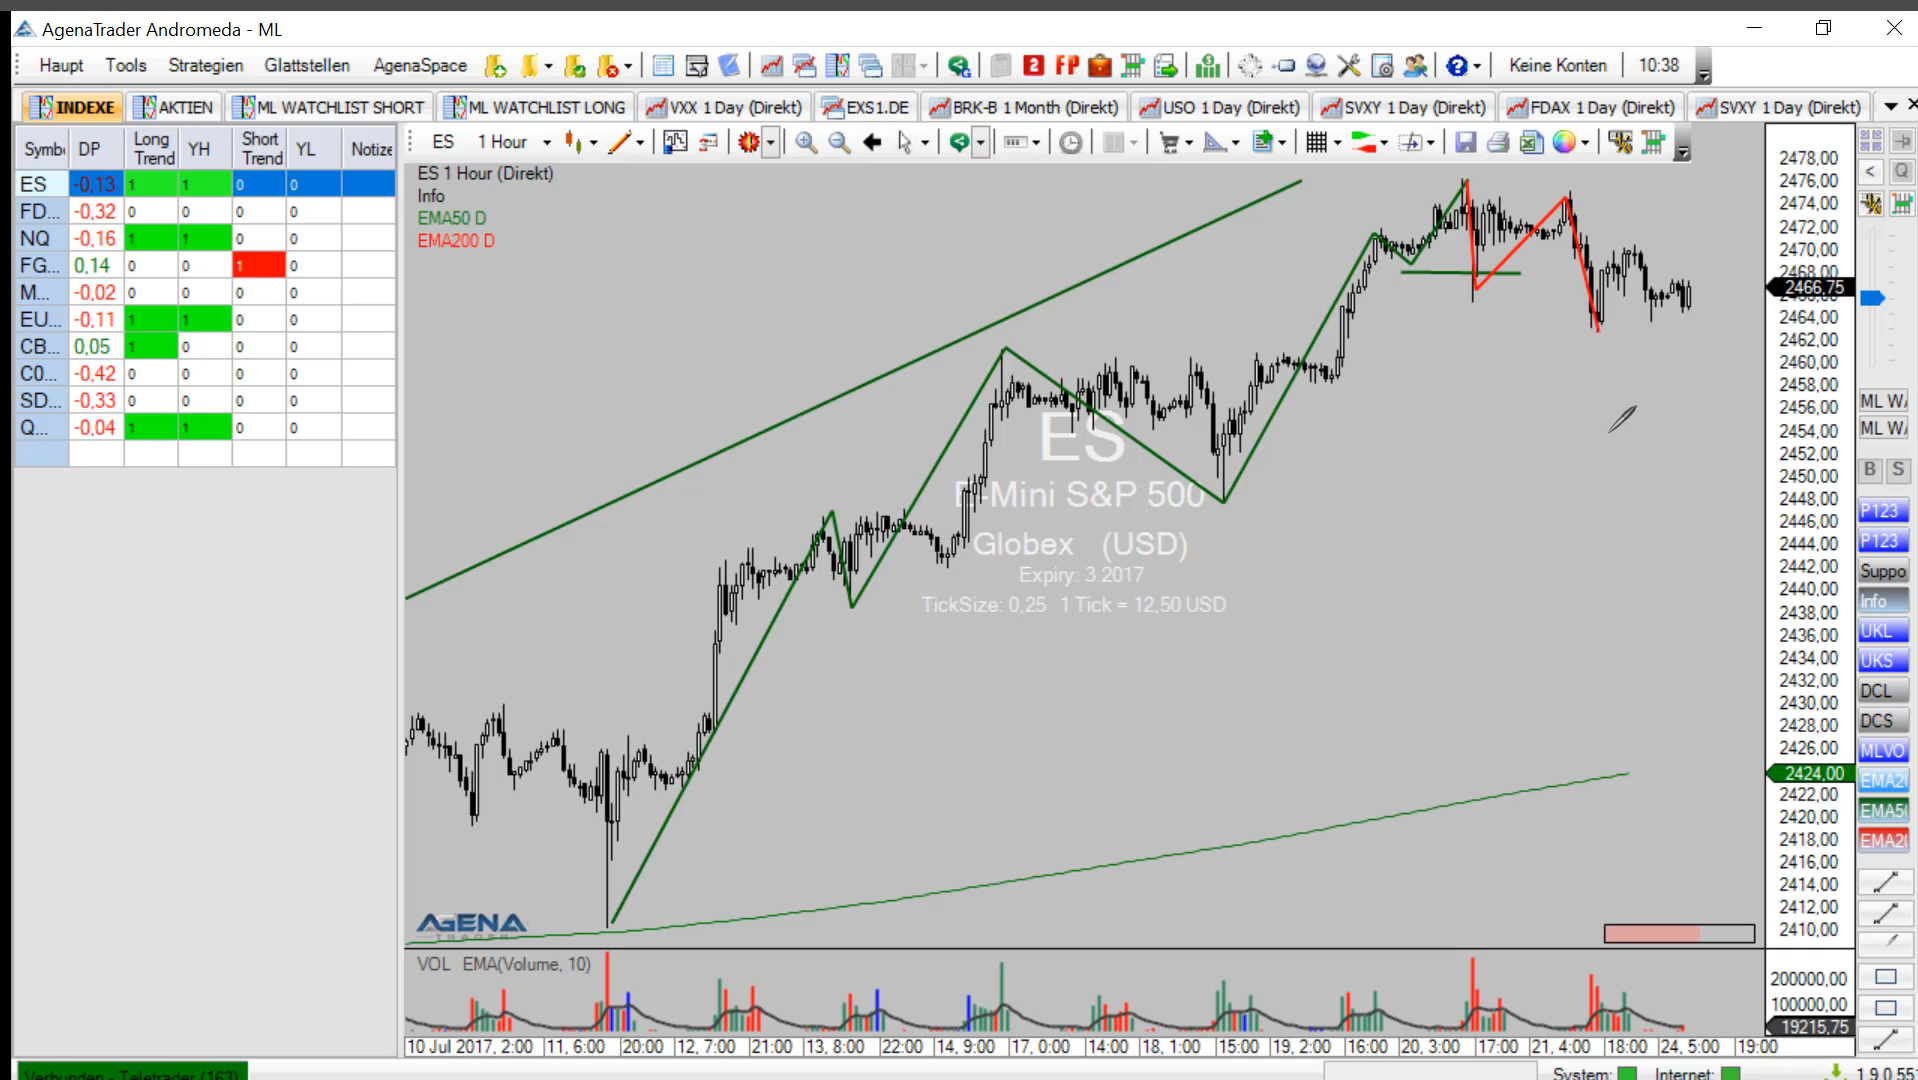 AgenaTrader Andromeda - ML
Haupt Tools Strategien Glattstellen AgenaSpace 2 FP Keine Konten 10:38
INDEXE AKTIEN ML WATCHLIST SHORT ML WATCHLIST LONG VXX 1 Day (Direkt) EXS1.DE BRK-B 1 Month (Direkt) USO 1 Day (Direkt) SVXY 1 Day (Direkt) FDAX 1 Day (Direkt) SVXY 1 Day (Direkt)
Symb DP Long Trend YH Short Trend YL Notize
ES -0,13 1 1 0 0
FD... -0,32 0 0 0 0
NQ -0,16 1 1 0 0
FG... 0,14 0 0 1 0
M... -0,02 0 0 0 0
EU... -0,11 1 1 0 0
CB... 0,05 1 0 0 0
C0... -0,42 0 0 0 0
SD... -0,33 0 0 0 0
Q... -0,04 1 1 0 0
ES 1 Hour
ES 1 Hour (Direkt)
Info
EMA50 D
EMA200 D
ES
E-Mini S&P 500
Globex (USD)
Expiry: 3.2017
TickSize: 0,25 1 Tick = 12,50 USD
AGENA
TRADER
2478,00
2476,00
2474,00
2472,00
2470,00
2468,00
2466,75
2464,00
2462,00
2460,00
2458,00
2456,00
2454,00
2452,00
2450,00
2448,00
2446,00
2444,00
2442,00
2440,00
2438,00
2436,00
2434,00
2432,00
2430,00
2428,00
2426,00
2424,00
2422,00
2420,00
2418,00
2416,00
2414,00
2412,00
2410,00
VOL EMA(Volume, 10)
200000,00
100000,00
19215,75
10 Jul 2017, 2:00 11, 6:00 20:00 12, 7:00 21:00 13, 8:00 22:00 14, 9:00 17, 0:00 14:00 18, 1:00 15:00 19, 2:00 16:00 20, 3:00 17:00 21, 4:00 18:00 24, 5:00 19:00
< Q
ML W
ML W
B S
P123
P123
Suppo
Info
UKL
UKS
DCL
DCS
MLVO
EMA2
EMA5
EMA2
Verbunden - Teletrader (163)
System: Internet: 1.9.0.55